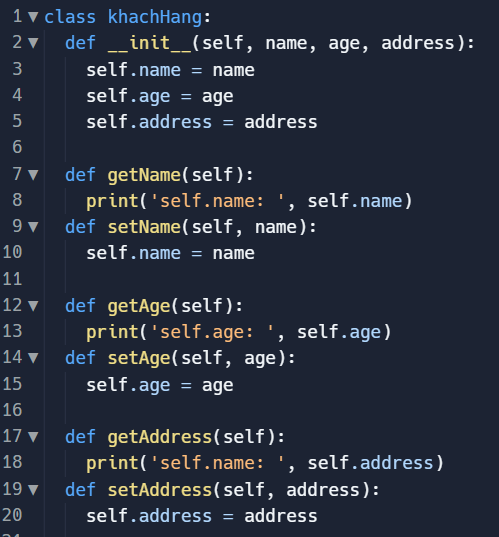 1 ▼ class khachHang:
2 ▼   def __init__(self, name, age, address):
3       self.name = name
4       self.age = age
5       self.address = address
6
7 ▼   def getName(self):
8       print('self.name: ', self.name)
9 ▼   def setName(self, name):
10      self.name = name
11
12 ▼  def getAge(self):
13      print('self.age: ', self.age)
14 ▼  def setAge(self, age):
15      self.age = age
16
17 ▼  def getAddress(self):
18      print('self.name: ', self.address)
19 ▼  def setAddress(self, address):
20      self.address = address